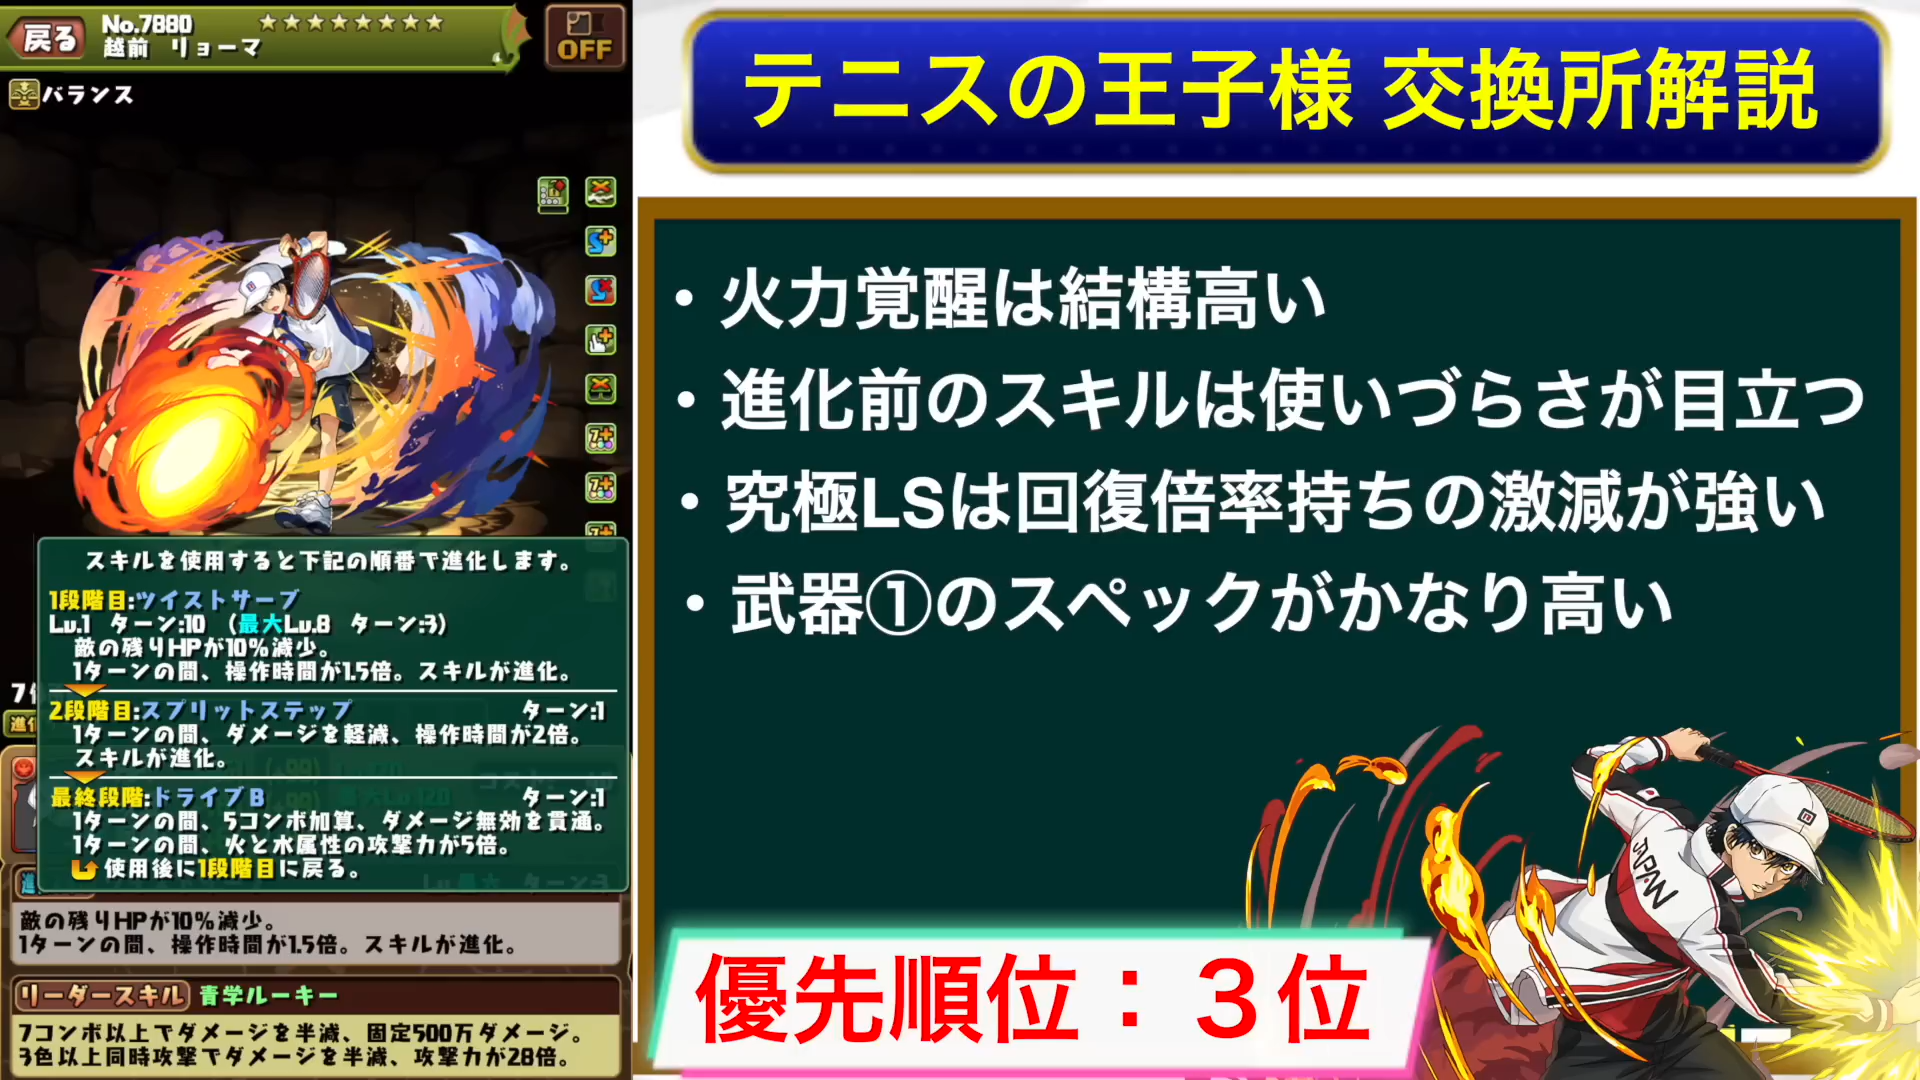 戻る
No.7880
越前 リョーマ
★★★★★★★★
OFF
バランス
スキルを使用すると下記の順番で進化します。
1段階目:ツイストサーブ
Lv.1 ターン:10 (最大Lv.8 ターン:3)
敵の残りHPが10%減少。
1ターンの間、操作時間が1.5倍。スキルが進化。
2段階目:スプリットステップ ターン:1
1ターンの間、ダメージを軽減、操作時間が2倍。
スキルが進化。
最終段階:ドライブB ターン:1
1ターンの間、5コンボ加算、ダメージ無効を貫通。
1ターンの間、火と水属性の攻撃力が5倍。
使用後に1段階目に戻る。
敵の残りHPが10%減少。
1ターンの間、操作時間が1.5倍。スキルが進化。
リーダースキル 青学ルーキー
7コンボ以上でダメージを半減、固定500万ダメージ。
3色以上同時攻撃でダメージを半減、攻撃力が28倍。
テニスの王子様 交換所解説
・火力覚醒は結構高い
・進化前のスキルは使いづらさが目立つ
・究極LSは回復倍率持ちの激減が強い
・武器①のスペックがかなり高い
JAPAN
優先順位：３位